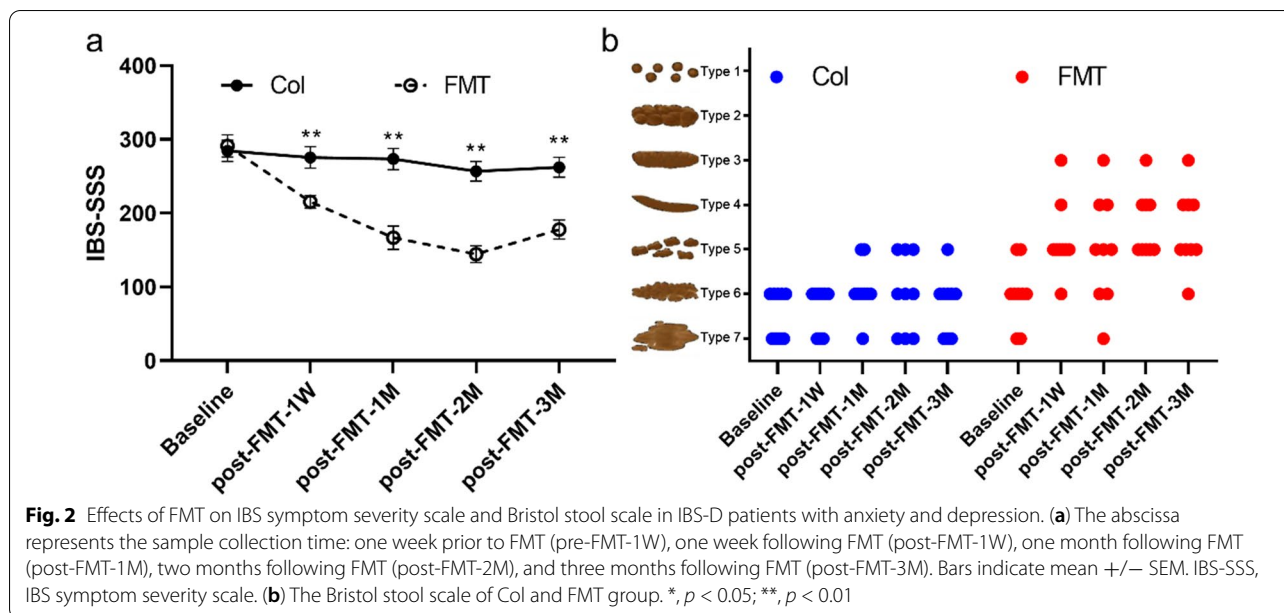 a
b
400
300
200
100
0
IBS-SSS
Col
FMT
**
**
**
**
Baseline
post-FMT-1W
post-FMT-1M
post-FMT-2M
post-FMT-3M
Type 1
Type 2
Type 3
Type 4
Type 5
Type 6
Type 7
Col
FMT
Baseline
post-FMT-1W
post-FMT-1M
post-FMT-2M
post-FMT-3M
Baseline
post-FMT-1W
post-FMT-1M
post-FMT-2M
post-FMT-3M
Fig. 2 Effects of FMT on IBS symptom severity scale and Bristol stool scale in IBS-D patients with anxiety and depression. (a) The abscissa
represents the sample collection time: one week prior to FMT (pre-FMT-1W), one week following FMT (post-FMT-1W), one month following FMT
(post-FMT-1M), two months following FMT (post-FMT-2M), and three months following FMT (post-FMT-3M). Bars indicate mean +/− SEM. IBS-SSS,
IBS symptom severity scale. (b) The Bristol stool scale of Col and FMT group. *, p < 0.05; **, p < 0.01